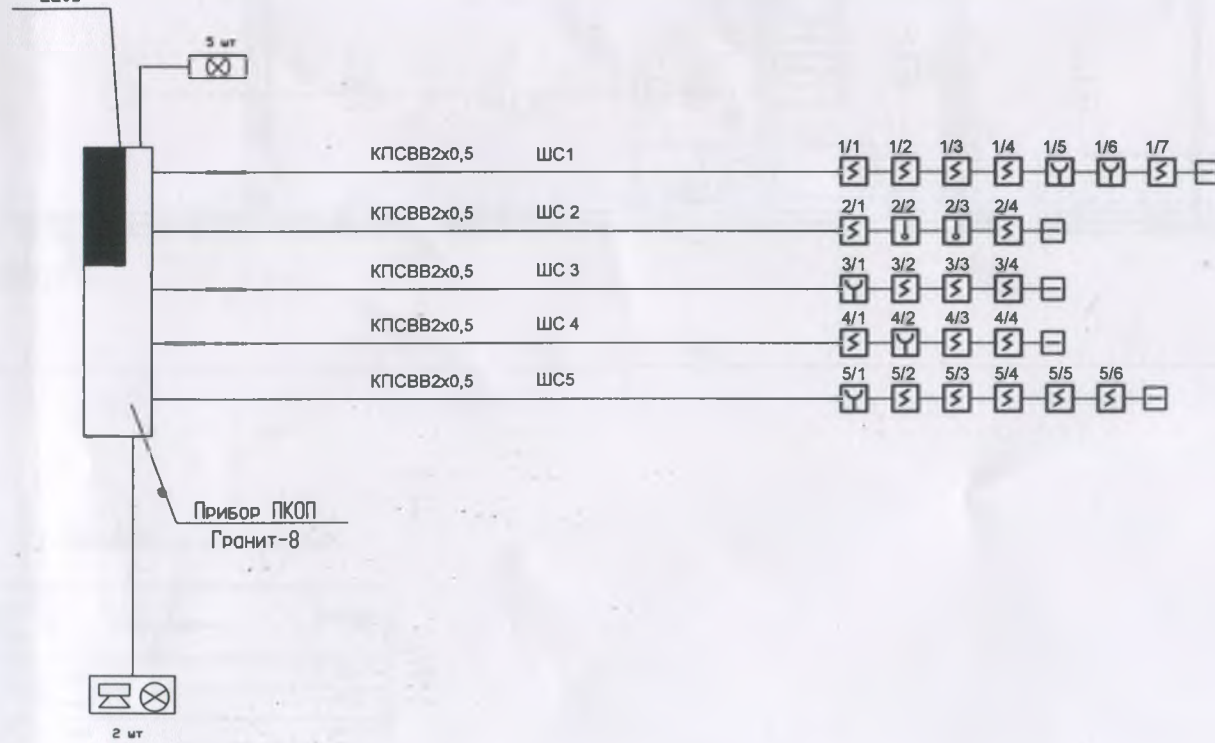 5 шт
КПСВВ2х0,5 ШС1
1/1 1/2 1/3 1/4 1/5 1/6 1/7
КПСВВ2х0,5 ШС 2
2/1 2/2 2/3 2/4
КПСВВ2х0,5 ШС 3
3/1 3/2 3/3 3/4
КПСВВ2х0,5 ШС 4
4/1 4/2 4/3 4/4
КПСВВ2х0,5 ШС5
5/1 5/2 5/3 5/4 5/5 5/6
Прибор ПКОП
Гранит-8
2 шт